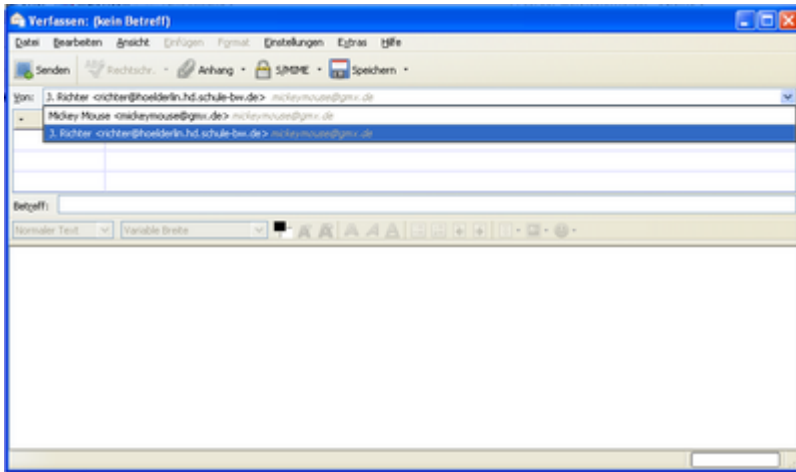 Verfassen: (kein Betreff)
Datei Bearbeiten Ansicht Einfügen Format Einstellungen Extras Hilfe
Senden Rechtschr. Anhang S/MIME Speichern
Von: J. Richter <richter@hoelderlin.hd.schule-bw.de> mickeymouse@gmx.de
Mickey Mouse <mickeymouse@gmx.de> mickeymouse@gmx.de
J. Richter <richter@hoelderlin.hd.schule-bw.de> mickeymouse@gmx.de
Betreff:
Normaler Text Variable Breite